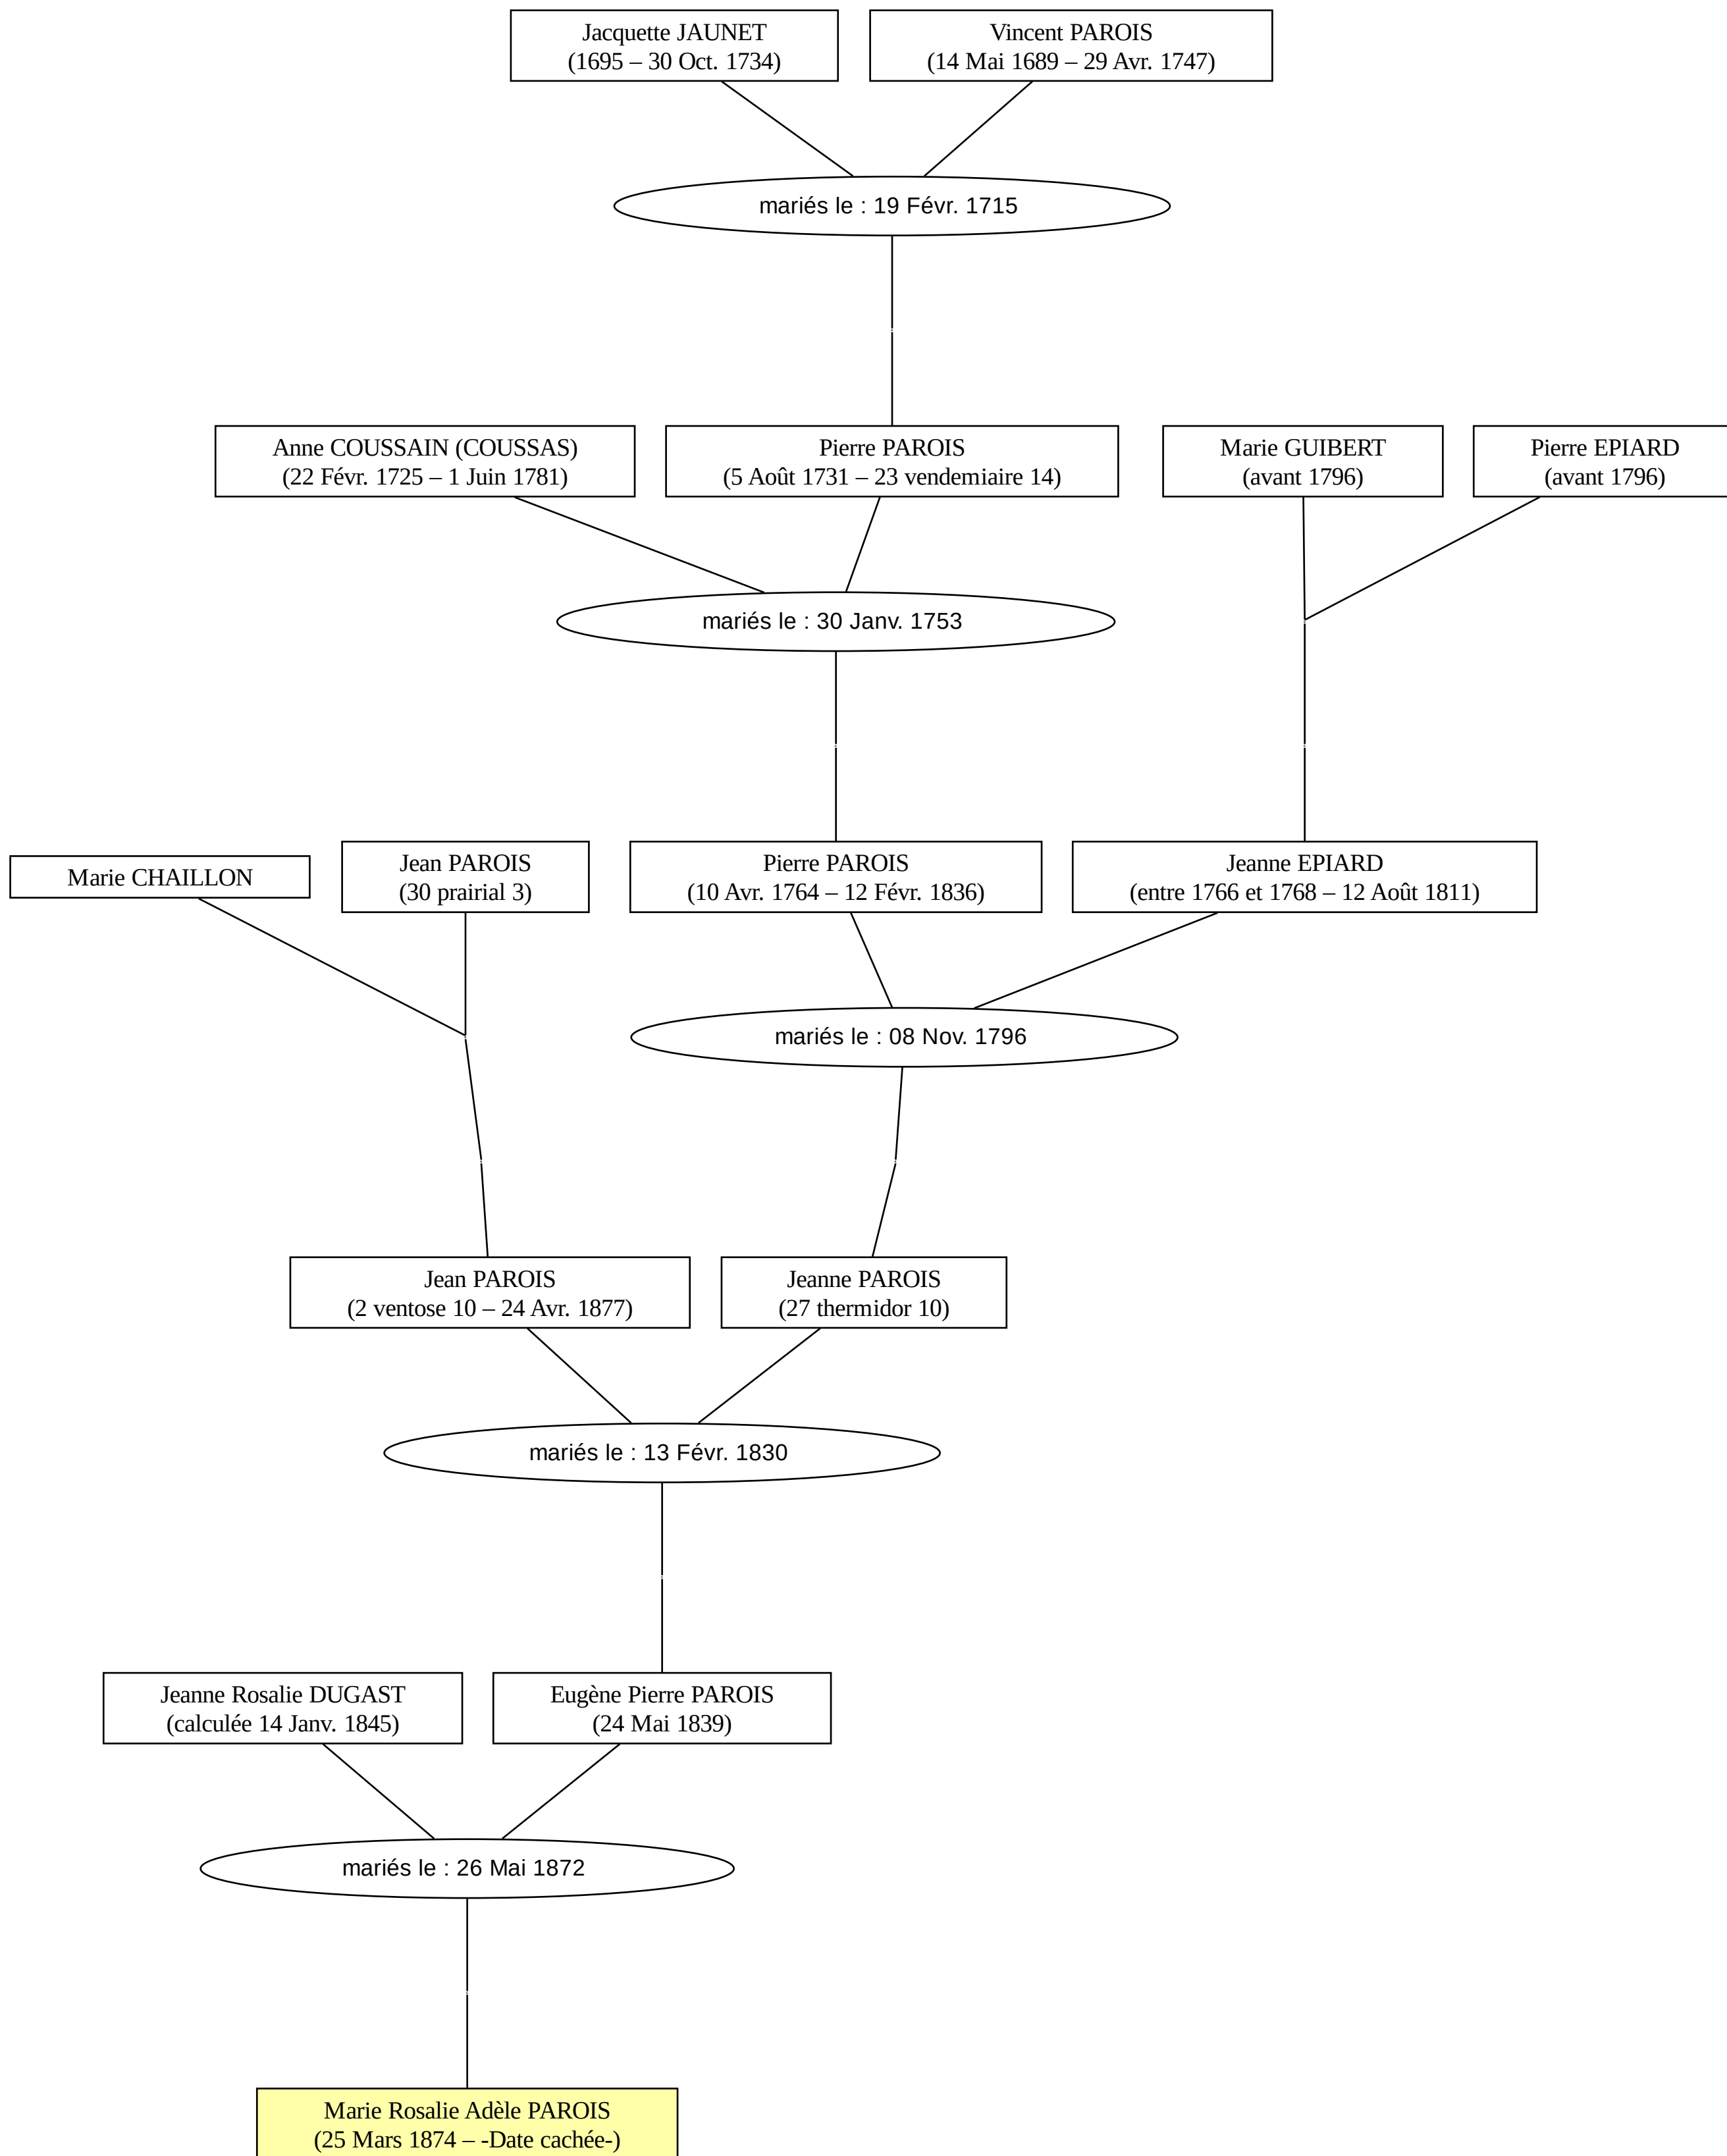 Jacquette JAUNET
(1695 – 30 Oct. 1734)
Vincent PAROIS
(14 Mai 1689 – 29 Avr. 1747)
mariés le : 19 Févr. 1715
Anne COUSSAIN (COUSSAS)
(22 Févr. 1725 – 1 Juin 1781)
Pierre PAROIS
(5 Août 1731 – 23 vendemiaire 14)
Marie GUIBERT
(avant 1796)
Pierre EPIARD
(avant 1796)
mariés le : 30 Janv. 1753
Marie CHAILLON
Jean PAROIS
(30 prairial 3)
Pierre PAROIS
(10 Avr. 1764 – 12 Févr. 1836)
Jeanne EPIARD
(entre 1766 et 1768 – 12 Août 1811)
mariés le : 08 Nov. 1796
Jean PAROIS
(2 ventose 10 – 24 Avr. 1877)
Jeanne PAROIS
(27 thermidor 10)
mariés le : 13 Févr. 1830
Jeanne Rosalie DUGAST
(calculée 14 Janv. 1845)
Eugène Pierre PAROIS
(24 Mai 1839)
mariés le : 26 Mai 1872
Marie Rosalie Adèle PAROIS
(25 Mars 1874 – -Date cachée-)